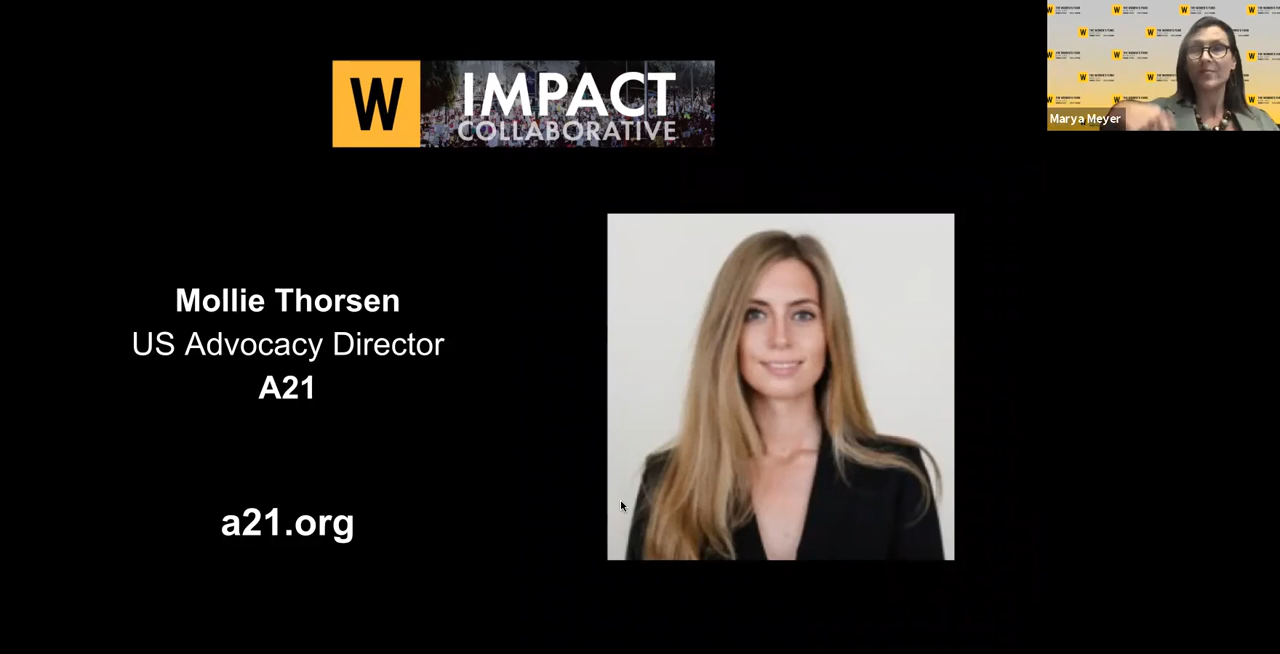 W
IMPACT
COLLABORATIVE
Mollie Thorsen
US Advocacy Director
A21
a21.org
Marya Meyer